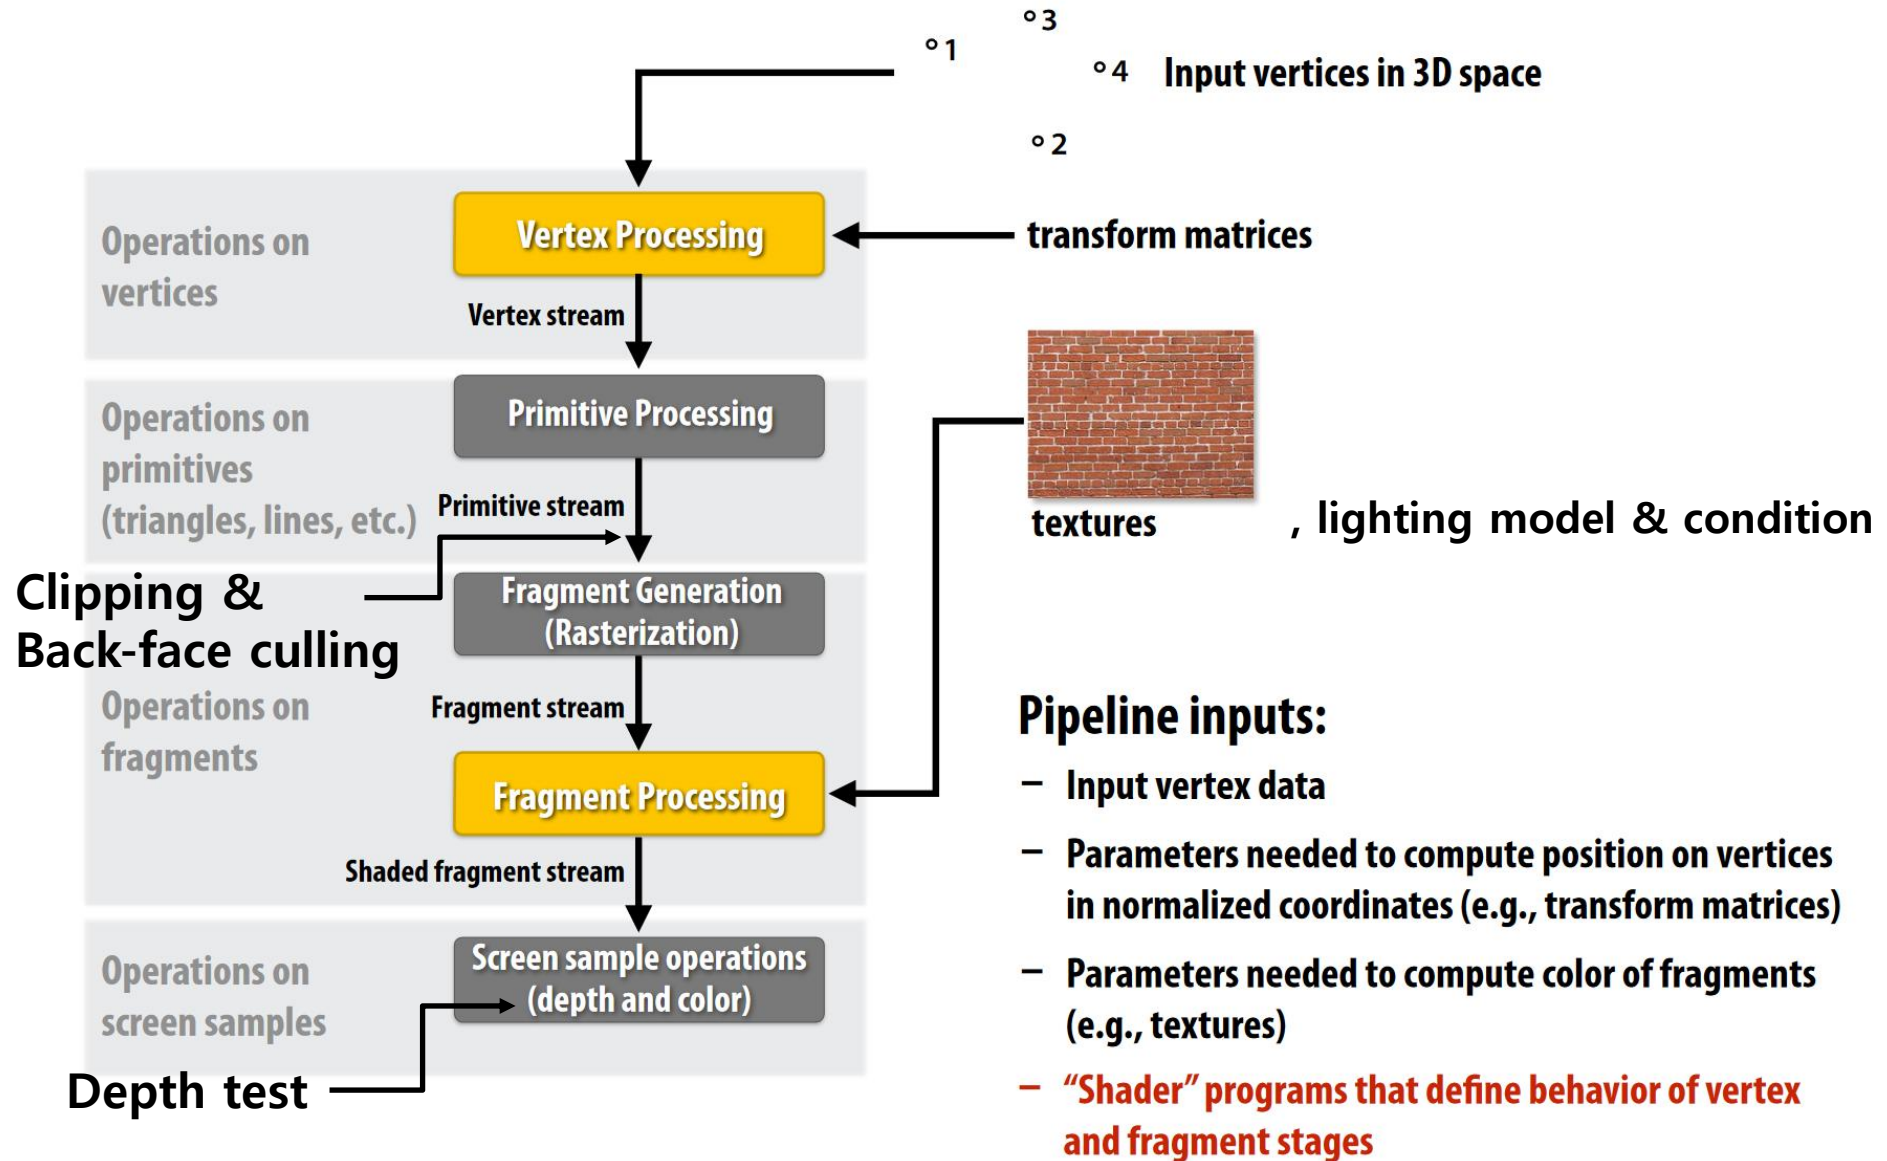 °3
°1
°4 Input vertices in 3D space
°2
Operations on
vertices
Vertex Processing
transform matrices
Vertex stream
Operations on
primitives
(triangles, lines, etc.)
Primitive Processing
Primitive stream
textures , lighting model & condition
Clipping &
Back-face culling
Fragment Generation
(Rasterization)
Operations on
fragments
Fragment stream
Fragment Processing
Shaded fragment stream
Operations on
screen samples
Screen sample operations
(depth and color)
Depth test
Pipeline inputs:
– Input vertex data
– Parameters needed to compute position on vertices
in normalized coordinates (e.g., transform matrices)
– Parameters needed to compute color of fragments
(e.g., textures)
– “Shader” programs that define behavior of vertex
and fragment stages